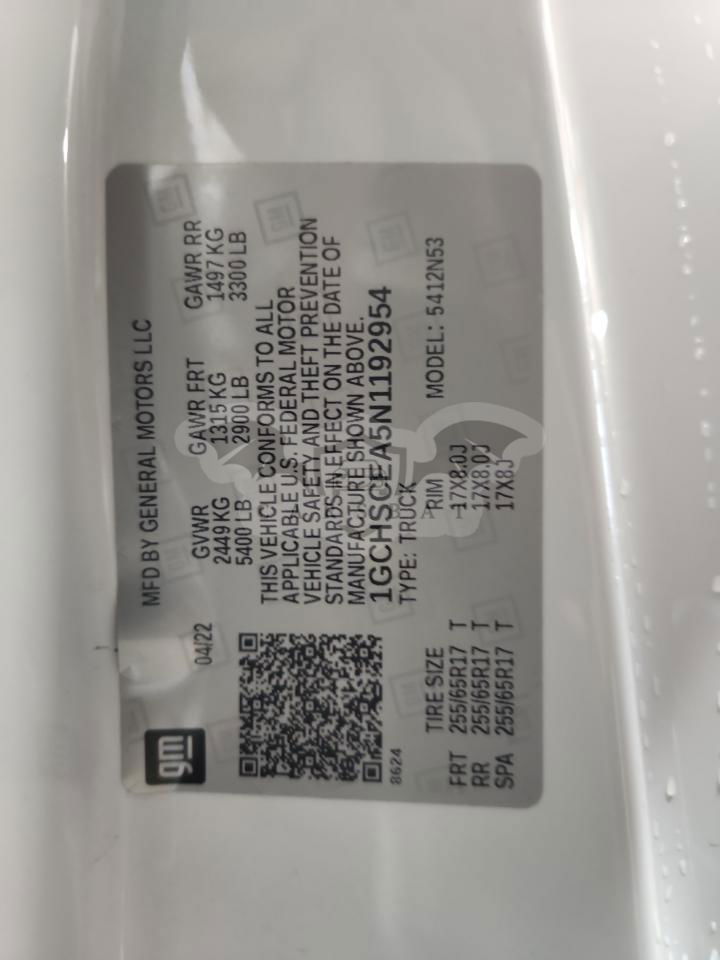 gm
MFD BY GENERAL MOTORS LLC
04/22
GVWR GAWR FRT GAWR RR
2449 KG 1315 KG 1497 KG
5400 LB 2900 LB 3300 LB
THIS VEHICLE CONFORMS TO ALL
APPLICABLE U.S. FEDERAL MOTOR
VEHICLE SAFETY AND THEFT PREVENTION
STANDARDS IN EFFECT ON THE DATE OF
MANUFACTURE SHOWN ABOVE.
1GCHSCEA5N1192954
8624
TYPE: TRUCK
TIRE SIZE RIM MODEL: 5412N53
FRT 255/65R17 T 17X8.0J
RR 255/65R17 T 17X8.0J
SPA 255/65R17 T 17X8J